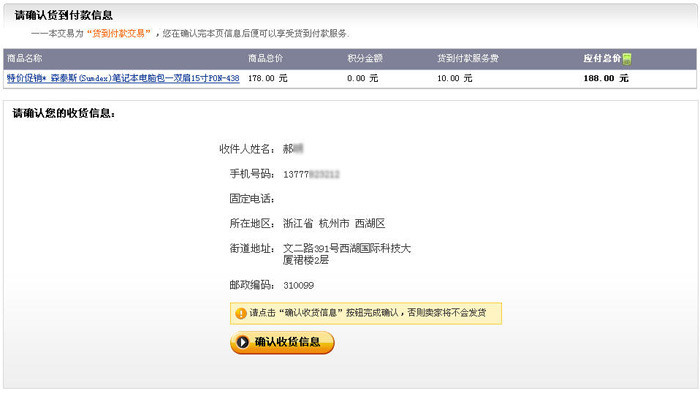 请确认货到付款信息
——本交易为“货到付款交易”,您在确认完本页信息后便可以享受货到付款服务.
商品名称 商品总价 积分金额 货到付款服务费 应付总价
特价促销* 森泰斯(Sumdex)笔记本电脑包一双肩15寸PON-438 178.00 元 0.00 元 10.00 元 188.00 元
请确认您的收货信息:
收件人姓名: 郝
手机号码: 13777
固定电话:
所在地区: 浙江省 杭州市 西湖区
街道地址: 文二路391号西湖国际科技大
厦裙楼2层
邮政编码: 310099
请点击“确认收货信息”按钮完成确认,否则卖家将不会发货
确认收货信息